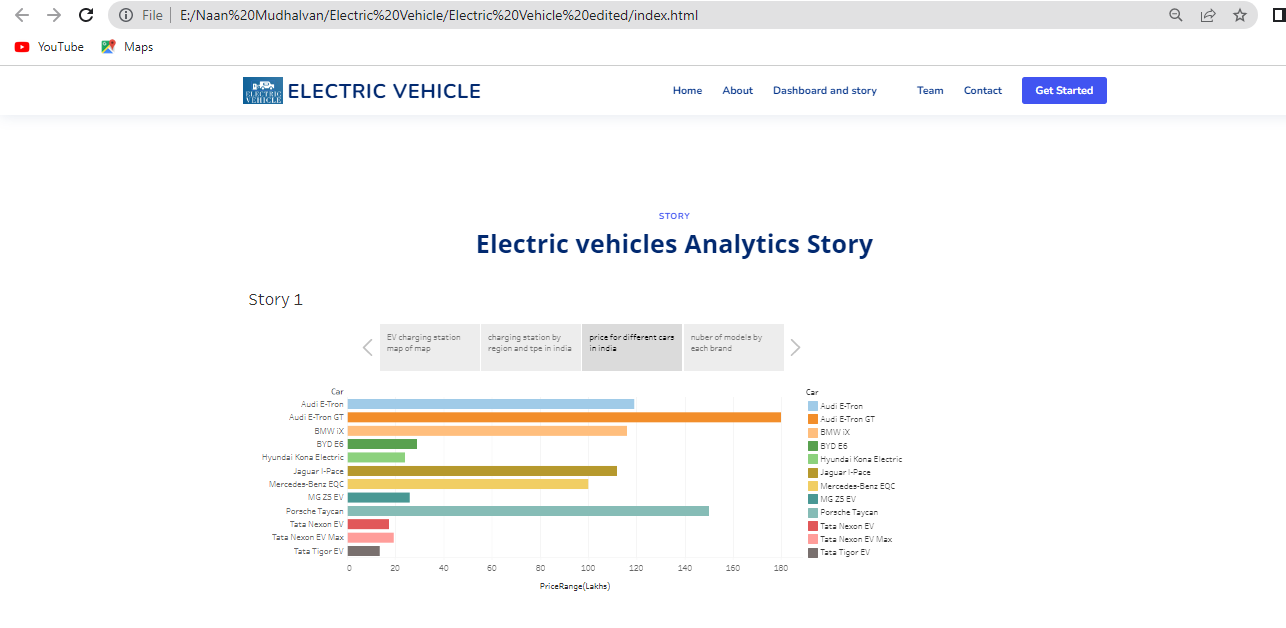 File
E:/Naan%20Mudhalvan/Electric%20Vehicle/Electric%20Vehicle%20edited/index.html
YouTube
Maps
ELECTRIC
VEHICLE
ELECTRIC VEHICLE
Home
About
Dashboard and story
Team
Contact
Get Started
STORY
Electric vehicles Analytics Story
Story 1
EV charging station
map of map
charging station by
region and tpe in india
price for different cars
in india
nuber of models by
each brand
Car
Audi E-Tron
Audi E-Tron GT
BMW iX
BYD E6
Hyundai Kona Electric
Jaguar I-Pace
Mercedes-Benz EQC
MG ZS EV
Porsche Taycan
Tata Nexon EV
Tata Nexon EV Max
Tata Tigor EV
0 20 40 60 80 100 120 140 160 180
PriceRange(Lakhs)
Car
Audi E-Tron
Audi E-Tron GT
BMW iX
BYD E6
Hyundai Kona Electric
Jaguar I-Pace
Mercedes-Benz EQC
MG ZS EV
Porsche Taycan
Tata Nexon EV
Tata Nexon EV Max
Tata Tigor EV